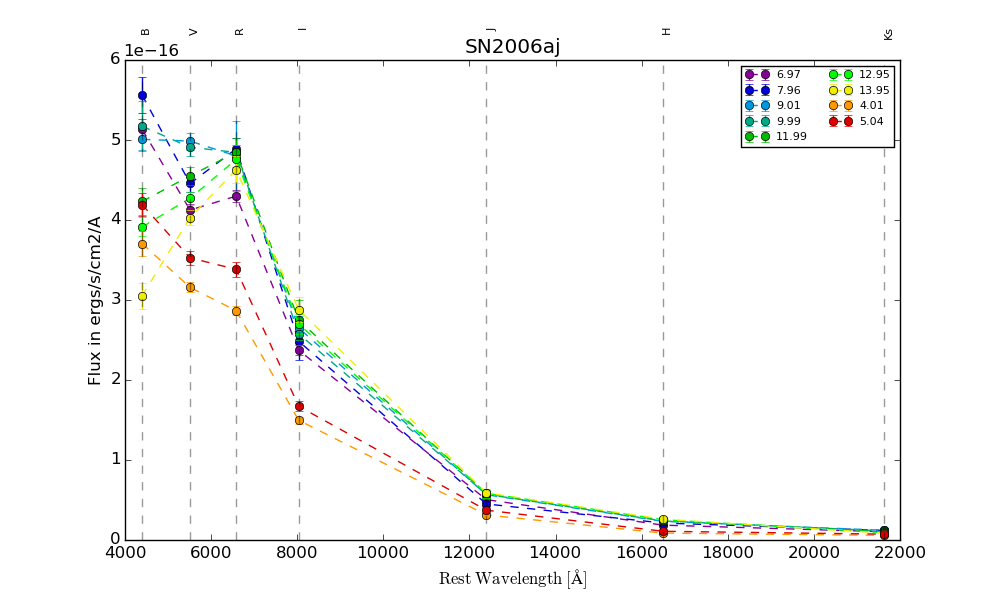 B V R I J H Ks
SN2006aj
1e−16
6.97 12.95
7.96 13.95
9.01 4.01
9.99 5.04
11.99
6
5
4
3
2
1
0
Flux in ergs/s/cm2/A
4000 6000 8000 10000 12000 14000 16000 18000 20000 22000
Rest Wavelength [Å]